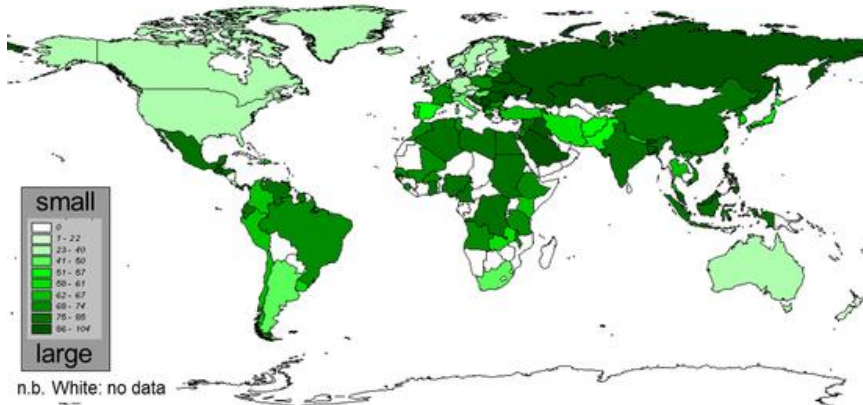 small
0
1 - 22
23 - 40
41 - 50
51 - 57
58 - 61
62 - 67
68 - 74
75 - 85
86 - 104
large
n.b. White: no data